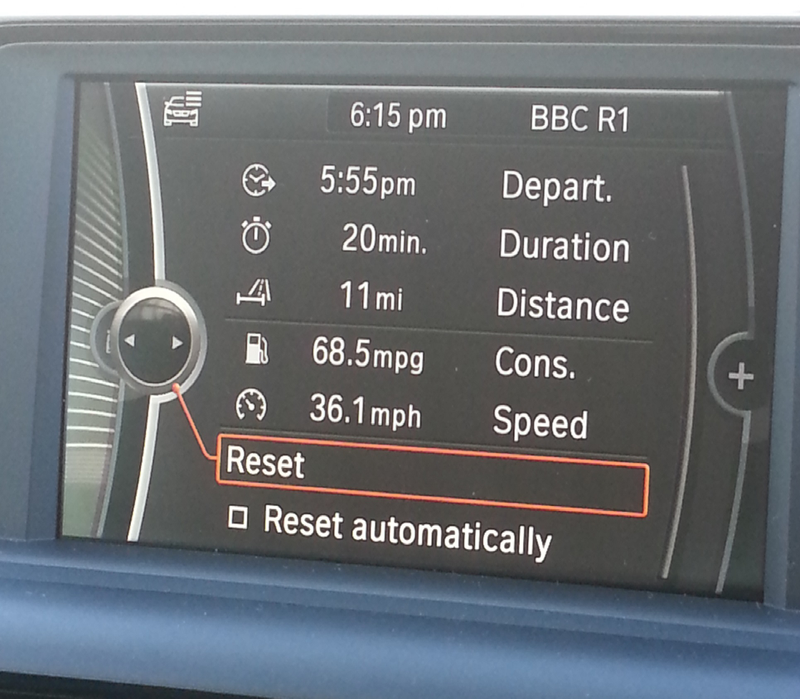 6:15 pm BBC R1
5:55pm Depart.
20min. Duration
11mi Distance
68.5mpg Cons.
36.1mph Speed
Reset
Reset automatically